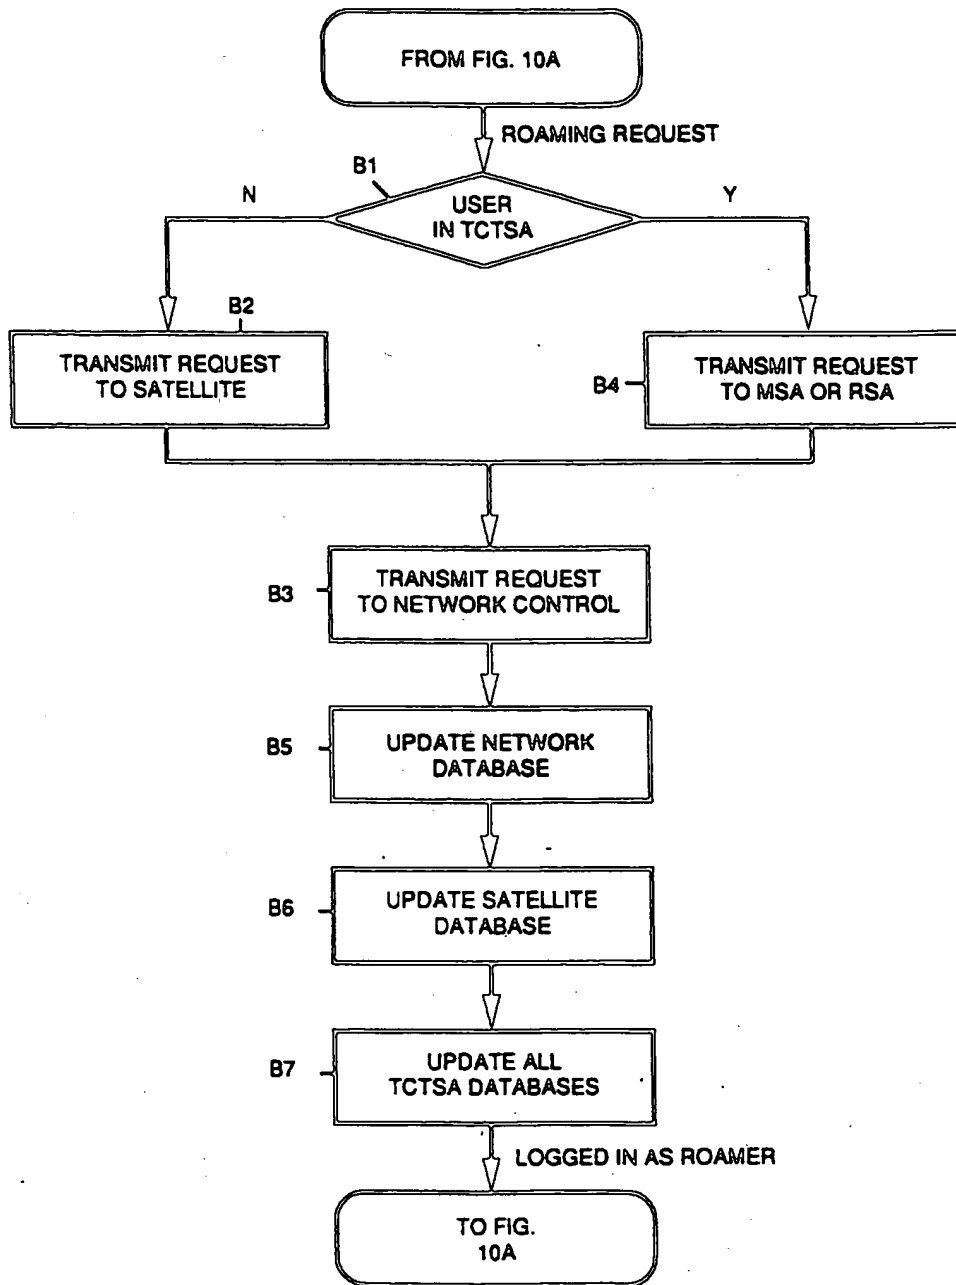 FROM FIG. 10A
ROAMING REQUEST
B1
N
Y
USER
IN TCTSA
B2
TRANSMIT REQUEST
TO SATELLITE
B4
TRANSMIT REQUEST
TO MSA OR RSA
B3
TRANSMIT REQUEST
TO NETWORK CONTROL
B5
UPDATE NETWORK
DATABASE
B6
UPDATE SATELLITE
DATABASE
B7
UPDATE ALL
TCTSA DATABASES
LOGGED IN AS ROAMER
TO FIG.
10A